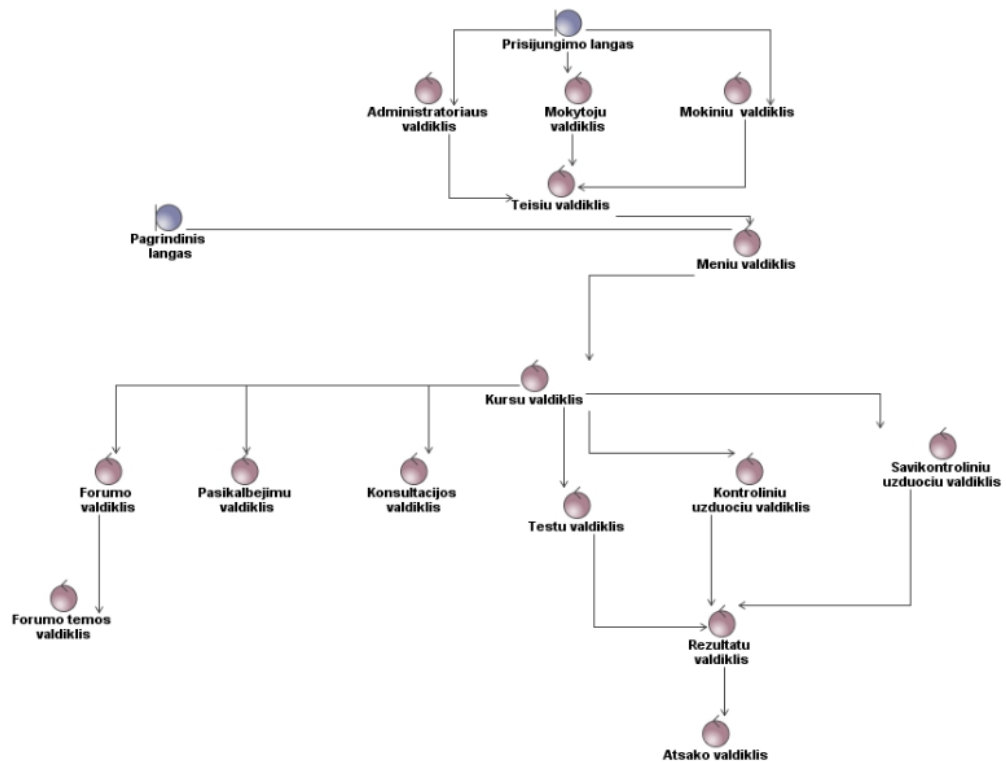 Prisijungimo langas
Administratoriaus
valdiklis
Mokytoju
valdiklis
Mokiniu valdiklis
Teisiu valdiklis
Pagrindinis
langas
Meniu valdiklis
Kursu valdiklis
Forumo
valdiklis
Pasikalbejimu
valdiklis
Konsultacijos
valdiklis
Testu valdiklis
Kontroliniu
uzduociu valdiklis
Savikontroliniu
uzduociu valdiklis
Forumo temos
valdiklis
Rezultatu
valdiklis
Atsako valdiklis